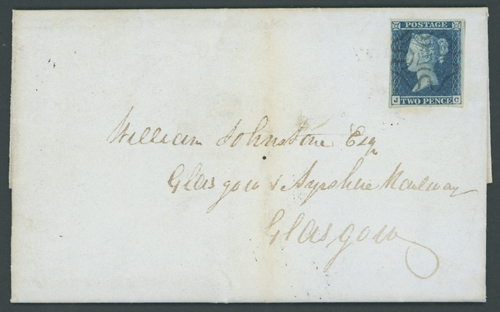 POSTAGE
J TWO PENCE G
William Johnstone Esq
Glasgow & Ayrshire Railway
Glasgow